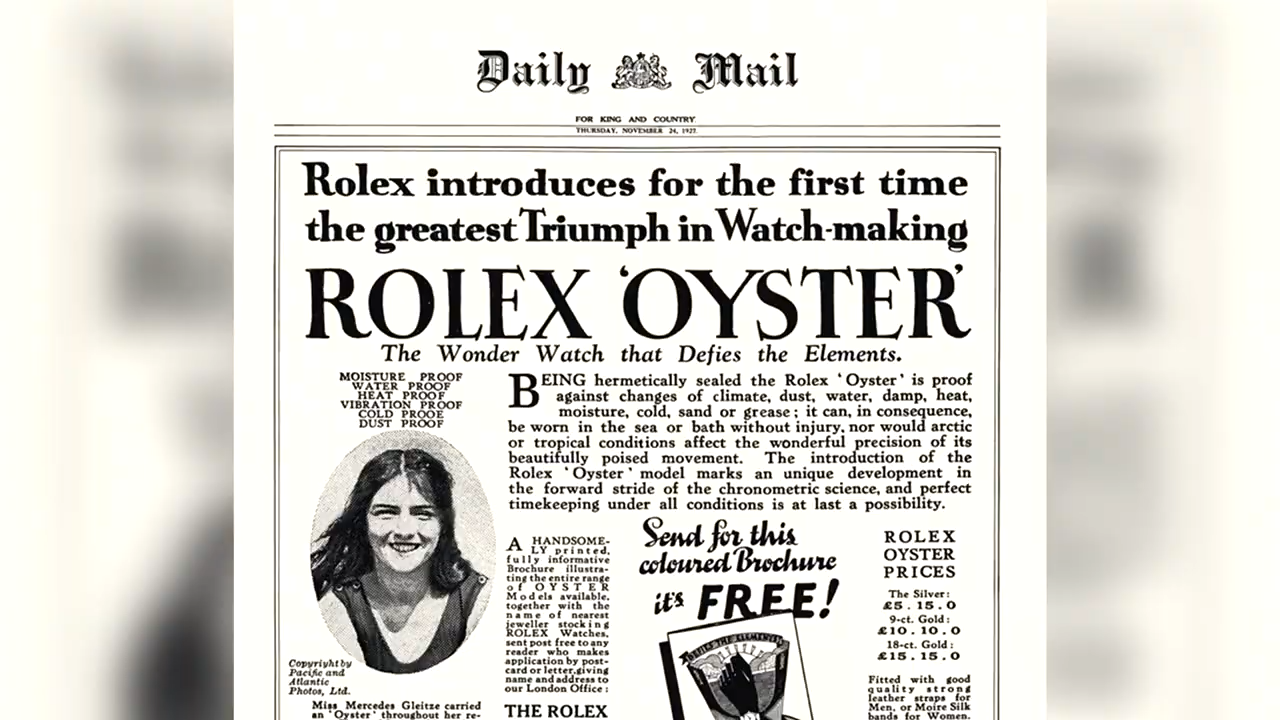 Daily Mail
FOR KING AND COUNTRY.
THURSDAY, NOVEMBER 24, 1927.
Rolex introduces for the first time
the greatest Triumph in Watch-making
ROLEX 'OYSTER'
The Wonder Watch that Defies the Elements.
MOISTURE PROOF
WATER PROOF
HEAT PROOF
VIBRATION PROOF
COLD PROOF
DUST PROOF
BEING hermetically sealed the Rolex 'Oyster' is proof
against changes of climate, dust, water, damp, heat,
moisture, cold, sand or grease; it can, in consequence,
be worn in the sea or bath without injury, nor would arctic
or tropical conditions affect the wonderful precision of its
beautifully poised movement. The introduction of the
Rolex 'Oyster' model marks an unique development in
the forward stride of the chronometric science, and perfect
timekeeping under all conditions is at last a possibility.
Copyright by
Pacific and
Atlantic
Photos, Ltd.
Miss Mercedes Gleitze carried
an 'Oyster' throughout her re-
A HANDSOME-
LY printed,
fully informative
Brochure illustra-
ting the entire range
of OYSTER
Models available,
together with the
name of nearest
jeweller stocking
ROLEX Watches,
sent post free to any
reader who makes
application by post-
card or letter, giving
name and address to
our London Office:
THE ROLEX
Send for this
coloured Brochure
it's FREE!
DEFIES THE ELEMENTS
ROLEX
OYSTER
PRICES
The Silver:
£5.15.0
9-ct. Gold:
£10.10.0
18-ct. Gold:
£15.15.0
Fitted with good
quality strong
leather straps for
Men, or Moire Silk
bands for Women.